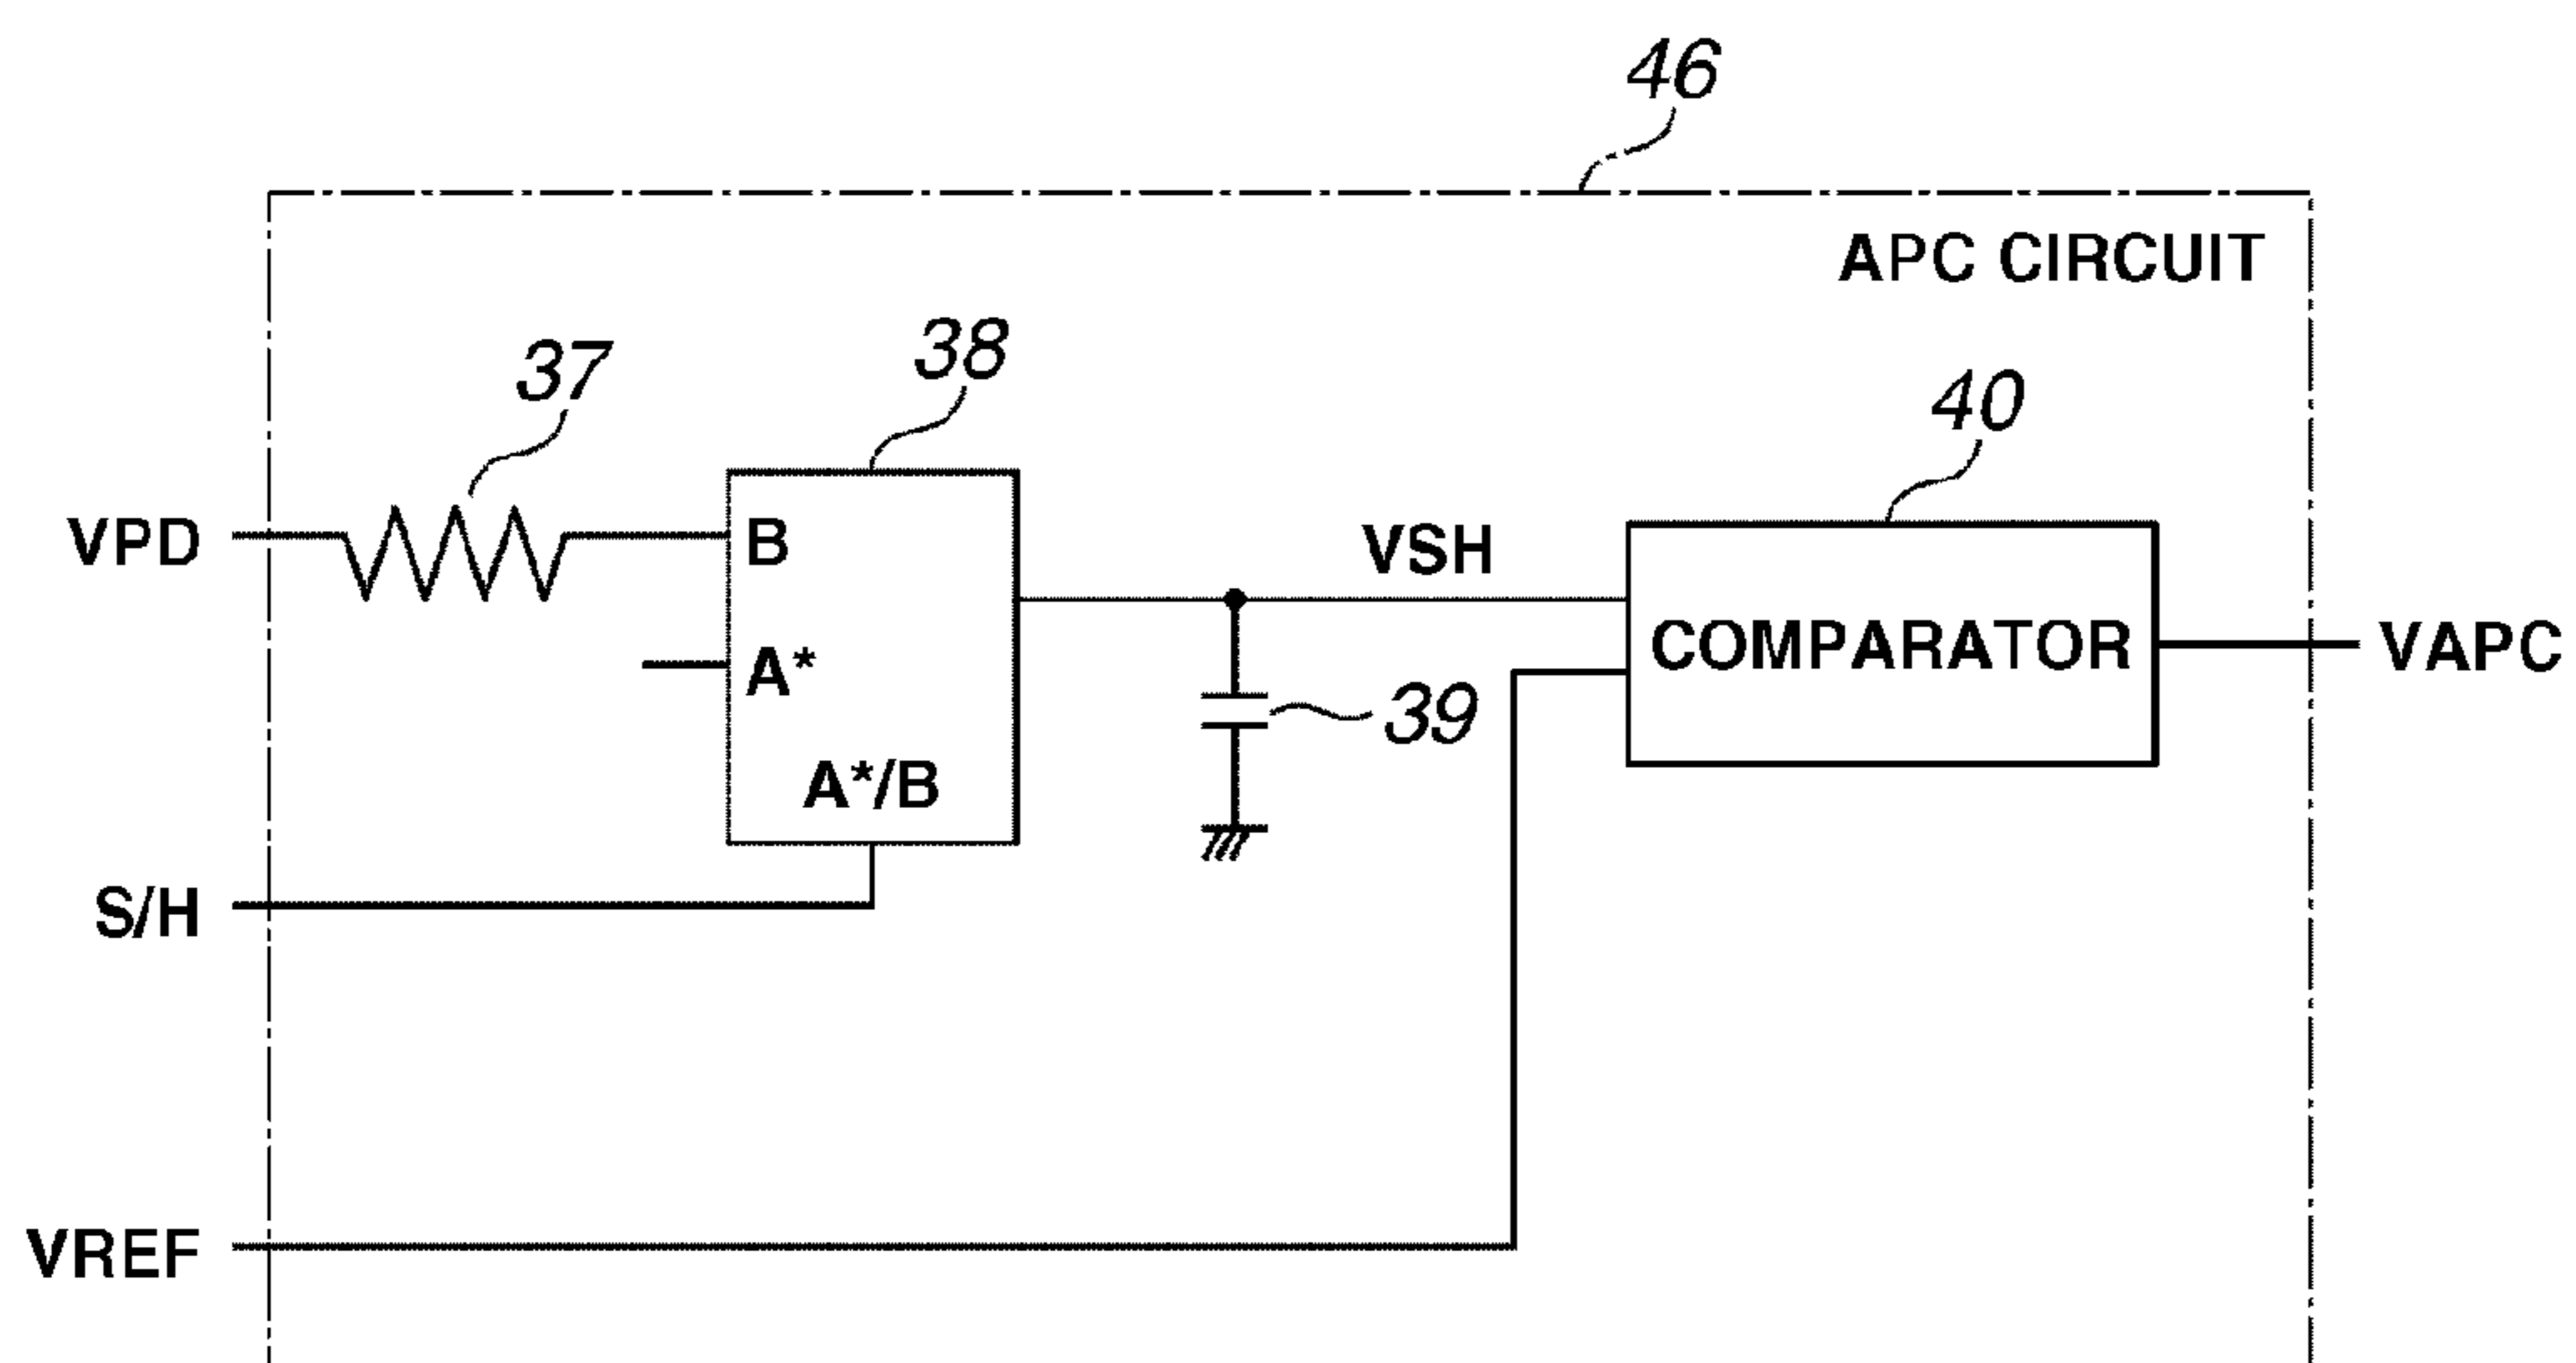 46
APC CIRCUIT
37
38
40
VPD
B
VSH
A*
COMPARATOR
VAPC
39
A*/B
S/H
VREF